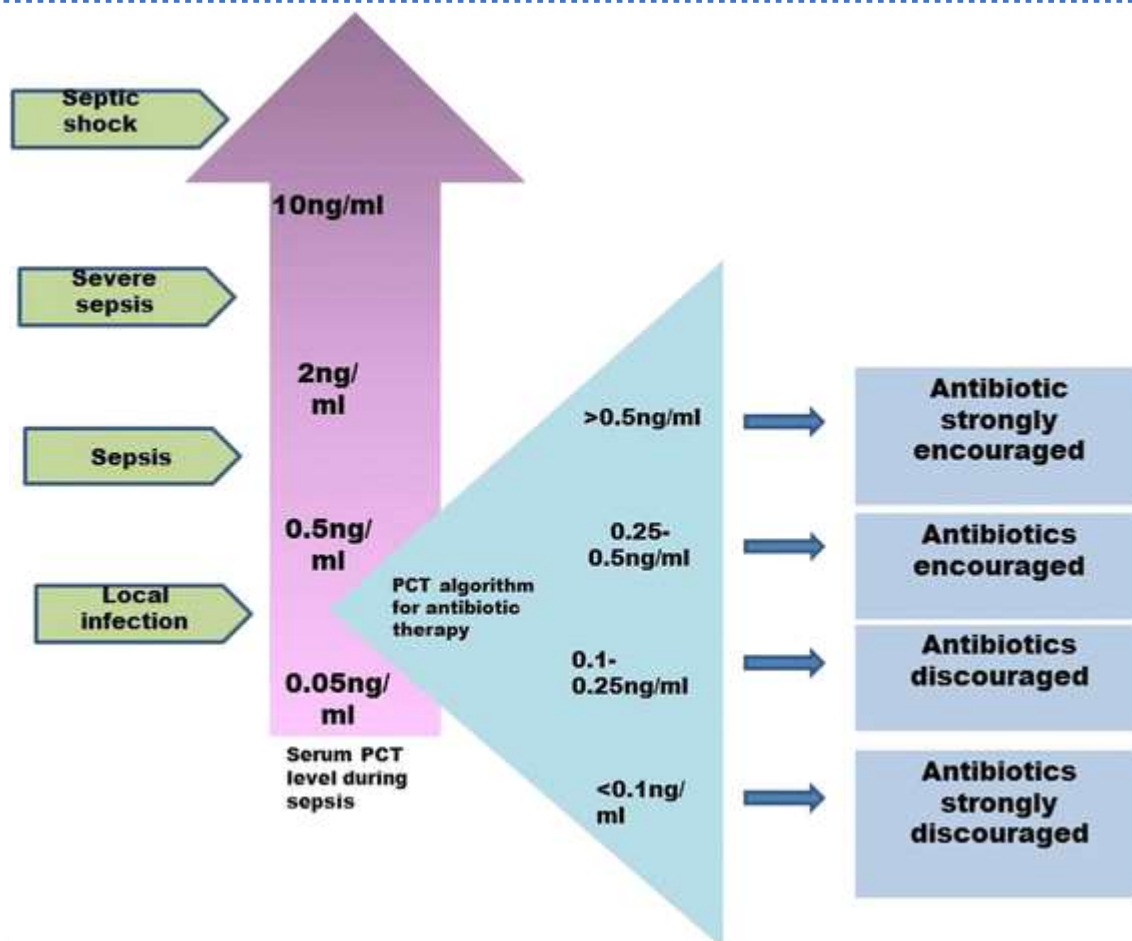 Septic
shock
10ng/ml
Severe
sepsis
2ng/
ml
Sepsis
0.5ng/
ml
Local
infection
0.05ng/
ml
Serum PCT
level during
sepsis
PCT algorithm
for antibiotic
therapy
>0.5ng/ml
Antibiotic
strongly
encouraged
0.25-
0.5ng/ml
Antibiotics
encouraged
0.1-
0.25ng/ml
Antibiotics
discouraged
<0.1ng/
ml
Antibiotics
strongly
discouraged